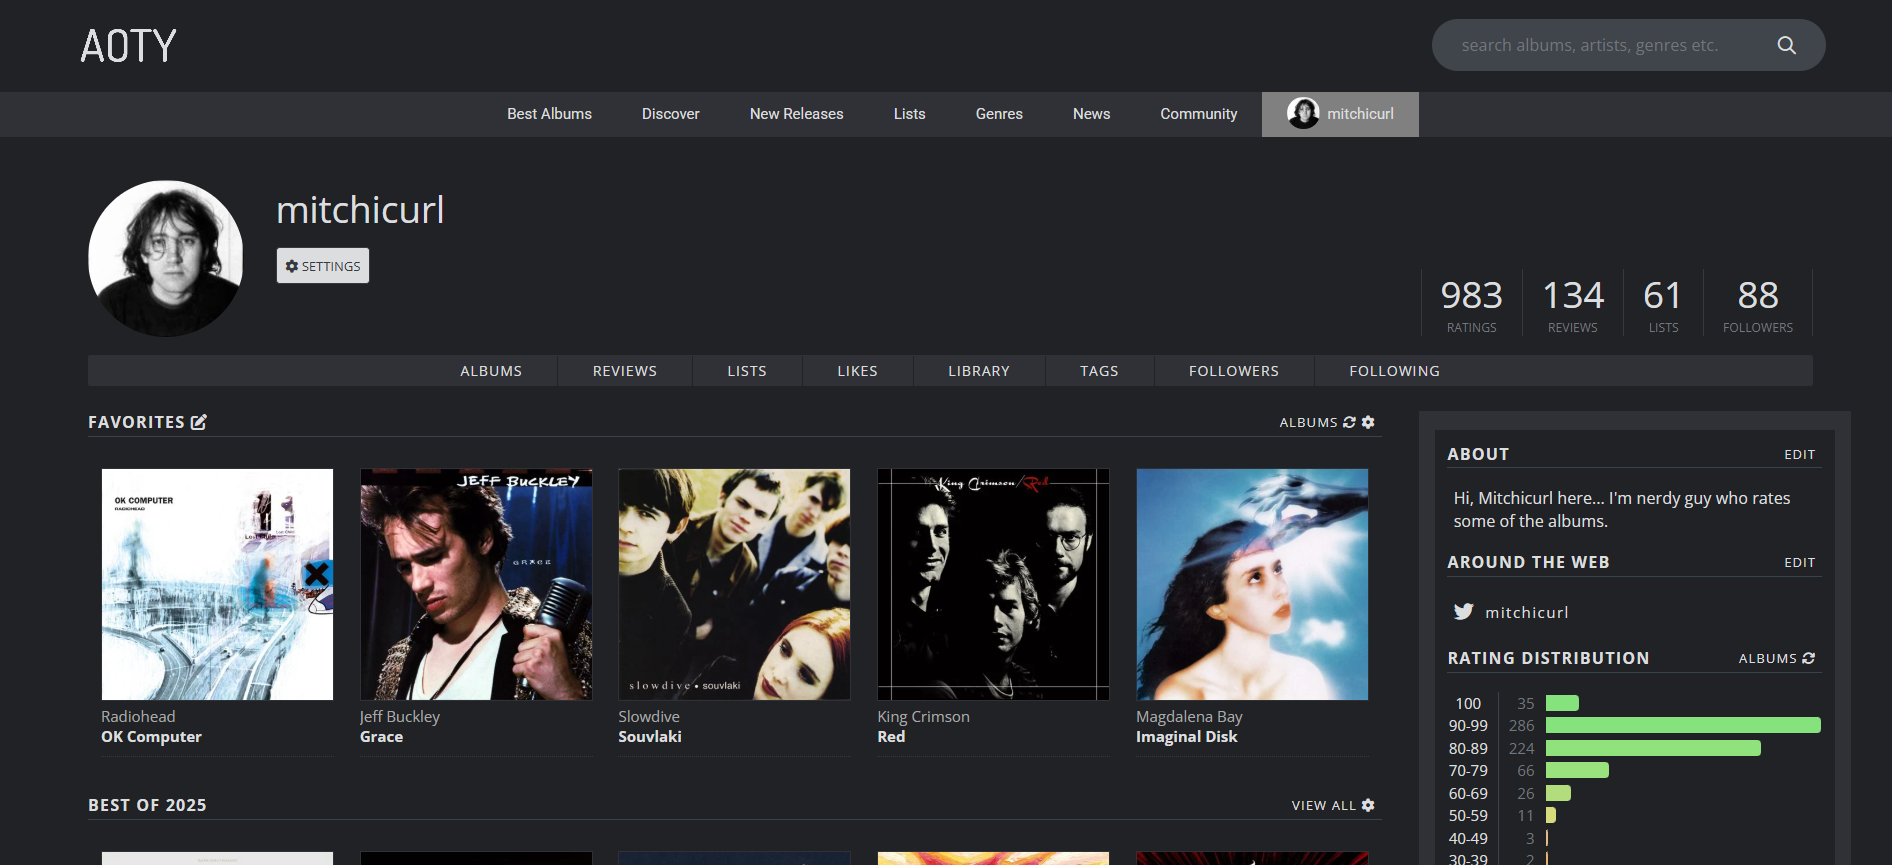 AOTY
search albums, artists, genres etc.
Best Albums Discover New Releases Lists Genres News Community mitchicurl
mitchicurl
SETTINGS
983 134 61 88
RATINGS REVIEWS LISTS FOLLOWERS
ALBUMS REVIEWS LISTS LIKES LIBRARY TAGS FOLLOWERS FOLLOWING
FAVORITES ALBUMS
OK COMPUTER
RADIOHEAD
JEFF BUCKLEY
GRACE
slowdive • souvlaki
King Crimson/Red
Radiohead
OK Computer
Jeff Buckley
Grace
Slowdive
Souvlaki
King Crimson
Red
Magdalena Bay
Imaginal Disk
BEST OF 2025 VIEW ALL
ABOUT EDIT
Hi, Mitchicurl here... I'm nerdy guy who rates
some of the albums.
AROUND THE WEB EDIT
mitchicurl
RATING DISTRIBUTION ALBUMS
100 35
90-99 286
80-89 224
70-79 66
60-69 26
50-59 11
40-49 3
30-39 2